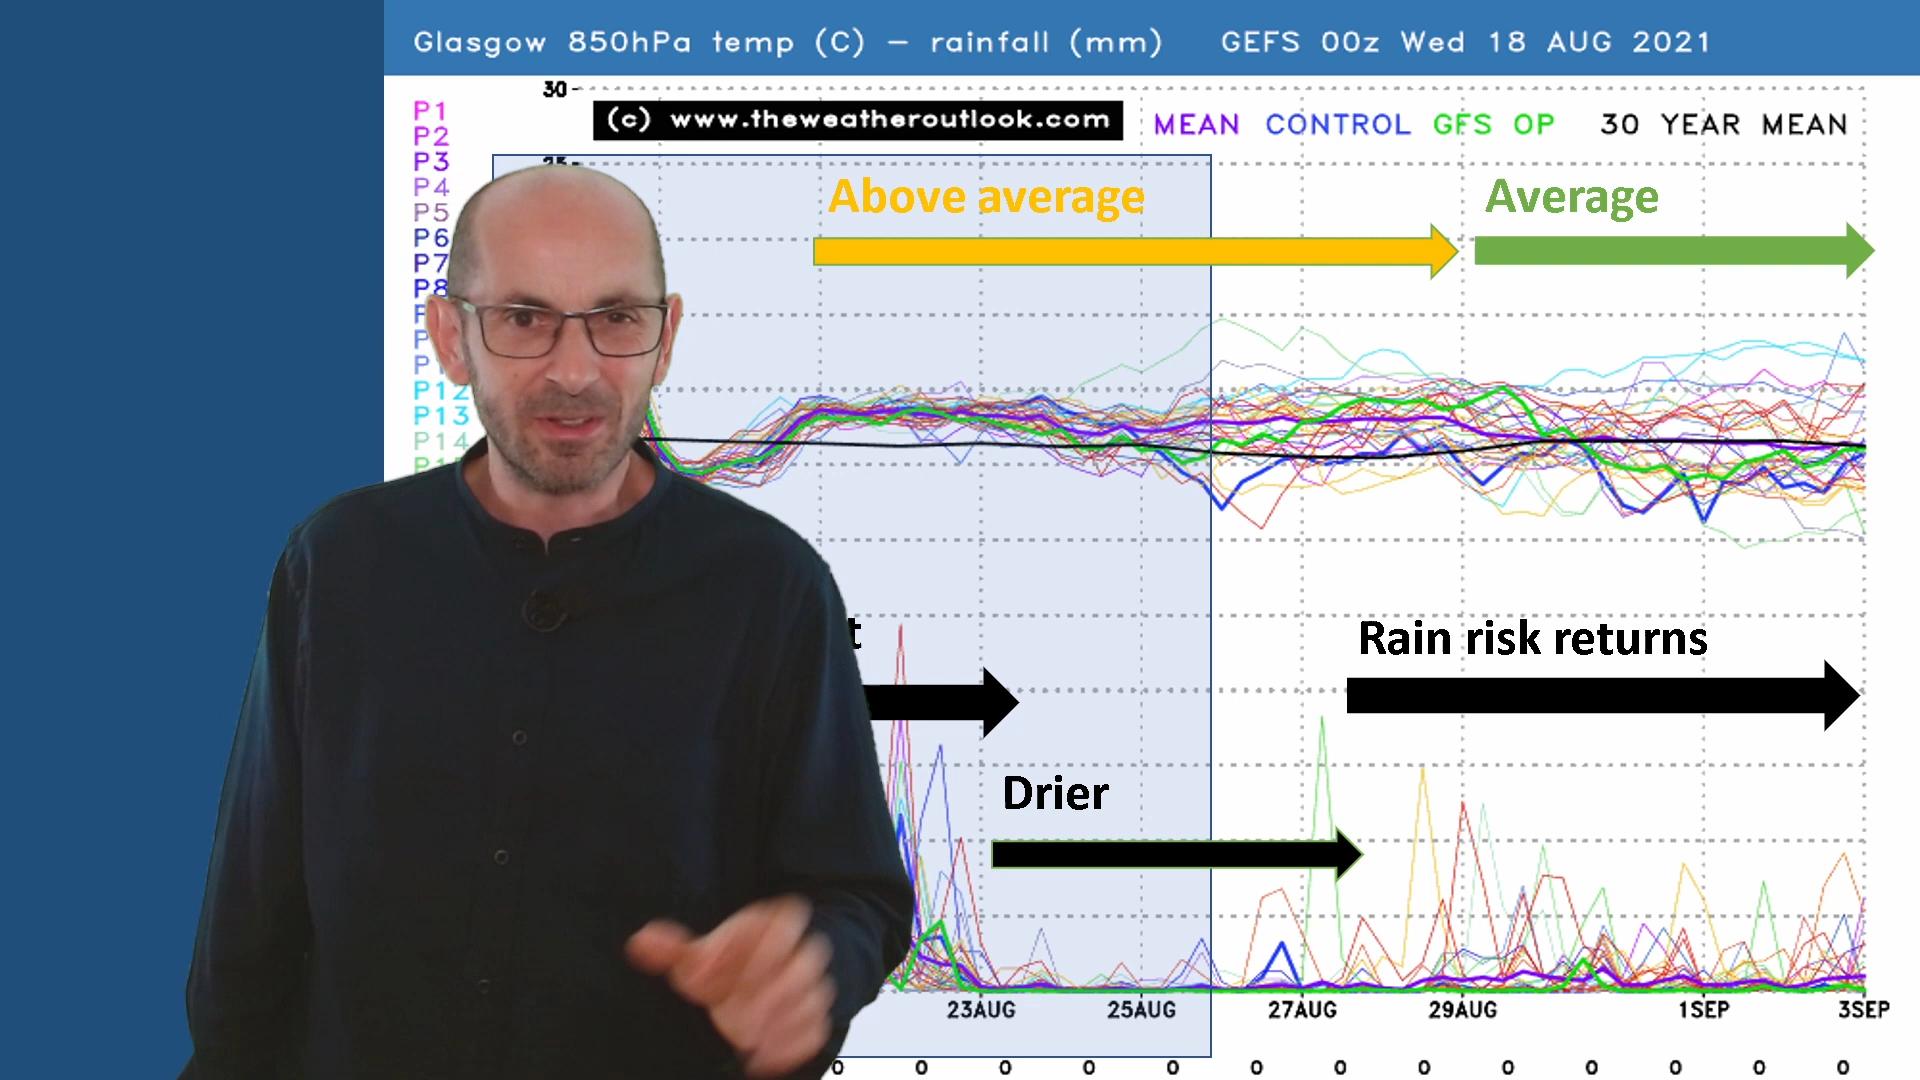 Glasgow 850hPa temp (C) – rainfall (mm) GEFS 00z Wed 18 AUG 2021
30
(c) www.theweatheroutlook.com MEAN CONTROL GFS OP 30 YEAR MEAN
P1
P2
P3
P4
P5
P6
P7
P8
P12
P13
P14
Above average
Average
Rain risk returns
Drier
23AUG 25AUG 27AUG 29AUG 1SEP 3SEP
0 0 0 0 0 0 0 0 0 0 0 0 0